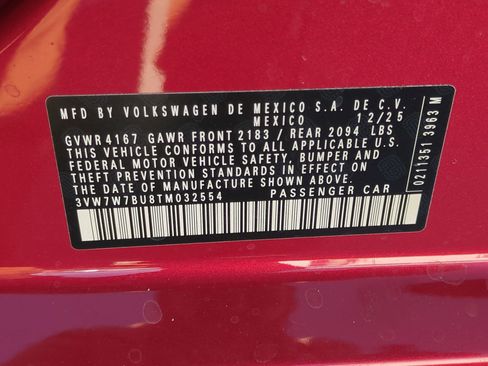 MFD BY VOLKSWAGEN DE MEXICO S.A. DE C.V.
MEXICO 12/25
GVWR 4167 GAWR FRONT 2183 / REAR 2094 LBS
THIS VEHICLE CONFORMS TO ALL APPLICABLE U.S.
FEDERAL MOTOR VEHICLE SAFETY, BUMPER AND
THEFT PREVENTION STANDARDS IN EFFECT ON
THE DATE OF MANUFACTURE SHOWN ABOVE.
3VW7W7BU8TM032554 PASSENGER CAR
0211351 3963 M